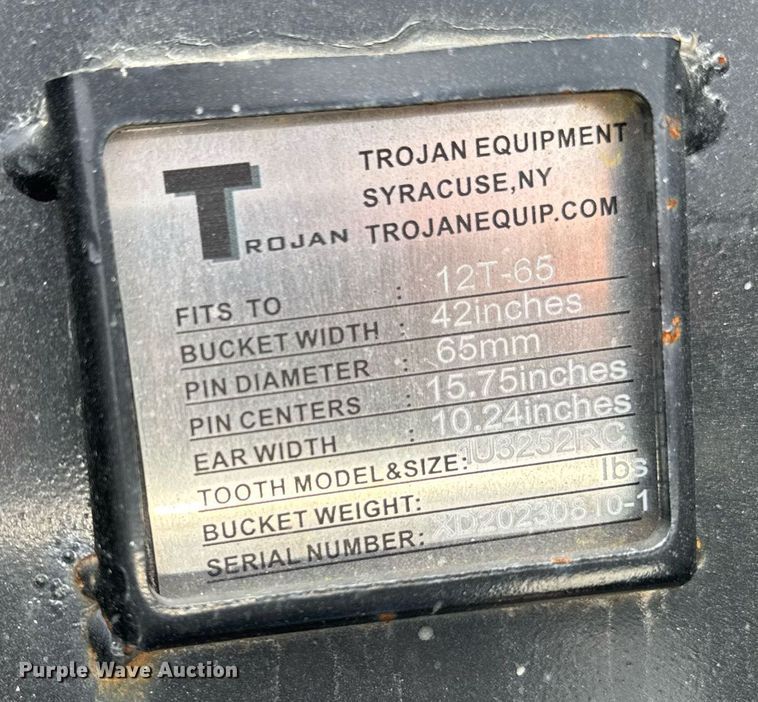 TROJAN EQUIPMENT
SYRACUSE,NY
TROJAN TROJANEQUIP.COM
FITS TO : 12T-65
BUCKET WIDTH : 42inches
PIN DIAMETER : 65mm
PIN CENTERS : 15.75inches
EAR WIDTH : 10.24inches
TOOTH MODEL&SIZE: 1U3252RC
BUCKET WEIGHT: lbs
SERIAL NUMBER: XD20230810-1
Purple Wave Auction